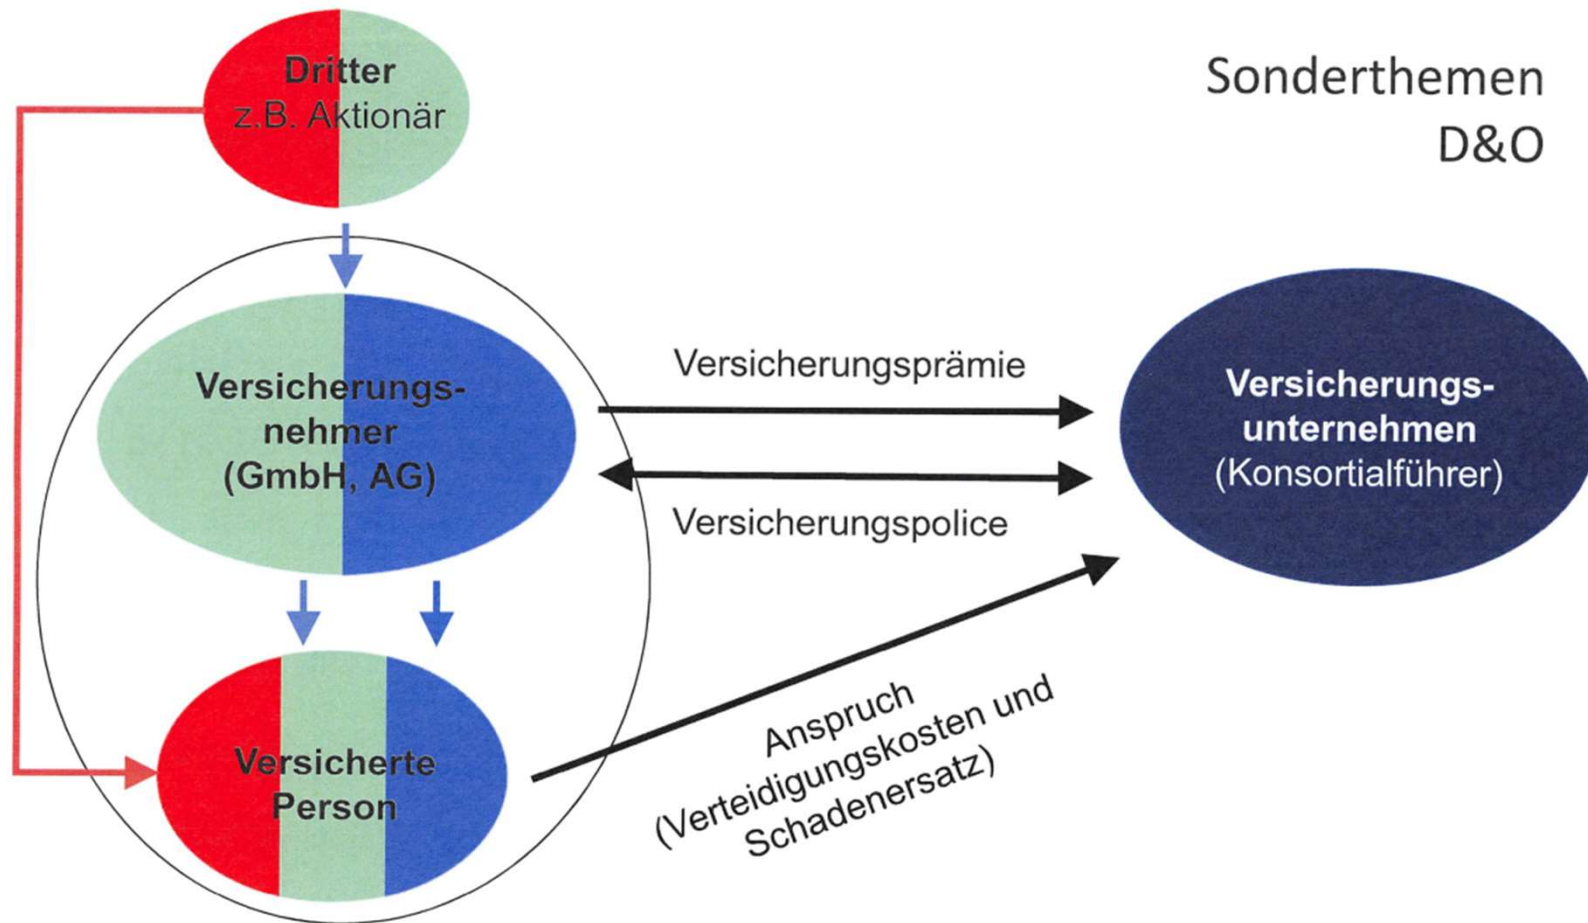 Sonderthemen
D&O
Dritter
z.B. Aktionär
Versicherungs-
nehmer
(GmbH, AG)
Versicherungsprämie
Versicherungspolice
Versicherungs-
unternehmen
(Konsortialführer)
Versicherte
Person
Anspruch
(Verteidigungskosten und
Schadenersatz)